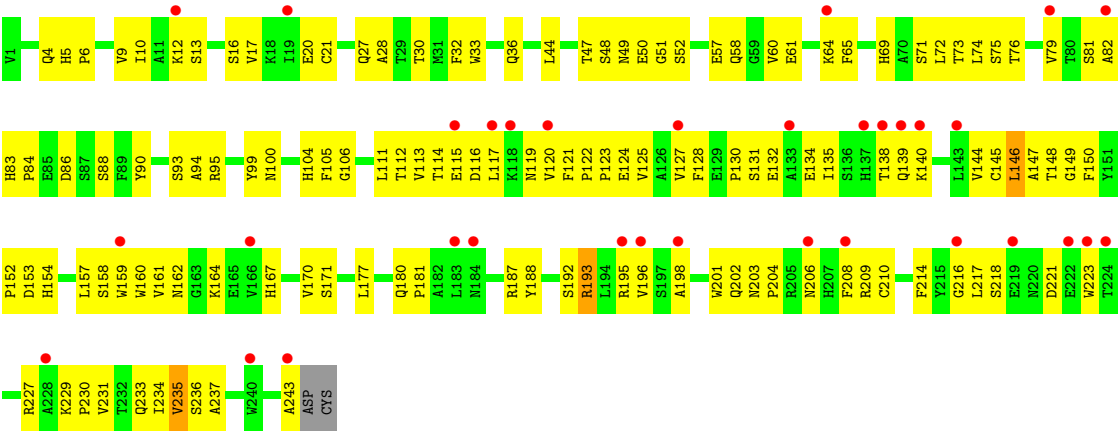 V1 Q4 H5 P6 V9 I10 A11 K12 S13 S16 V17 K18 I19 E20 C21 Q27 A28 T29 T30 M31 F32 W33 Q36 L44 T47 S48 N49 E50 G51 S52 E57 Q58 G59 V60 E61 K64 F65 H69 A70 S71 L72 T73 L74 S75 T76 V79 T80 S81 A82
H83 P84 E85 D86 S87 S88 F89 Y90 S93 A94 R95 Y99 N100 H104 F105 G106 L111 T112 V113 T114 E115 D116 L117 K118 N119 V120 F121 P122 P123 E124 V125 A126 V127 F128 E129 P130 S131 E132 A133 E134 I135 S136 H137 T138 Q139 K140 L143 V144 C145 L146 A147 T148 G149 F150 Y151
P152 D153 H154 L157 S158 W159 W160 V161 N162 G163 K164 E165 V166 H167 V170 S171 L177 Q180 P181 A182 L183 N184 R187 Y188 S192 R193 L194 R195 V196 S197 A198 W201 Q202 N203 P204 R205 N206 H207 F208 R209 C210 F214 Y215 G216 L217 S218 E219 N220 D221 E222 W223 T224
R227 A228 K229 P230 V231 T232 Q233 I234 V235 S236 A237 W240 A243 ASP CYS